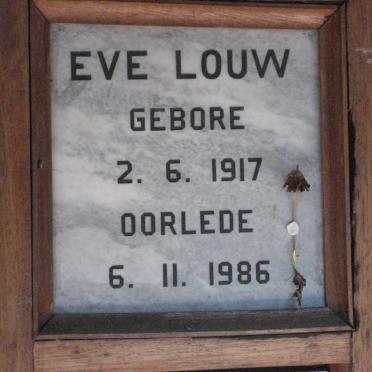 EVE LOUW
GEBORE
2. 6. 1917
OORLEDE
6. 11. 1986